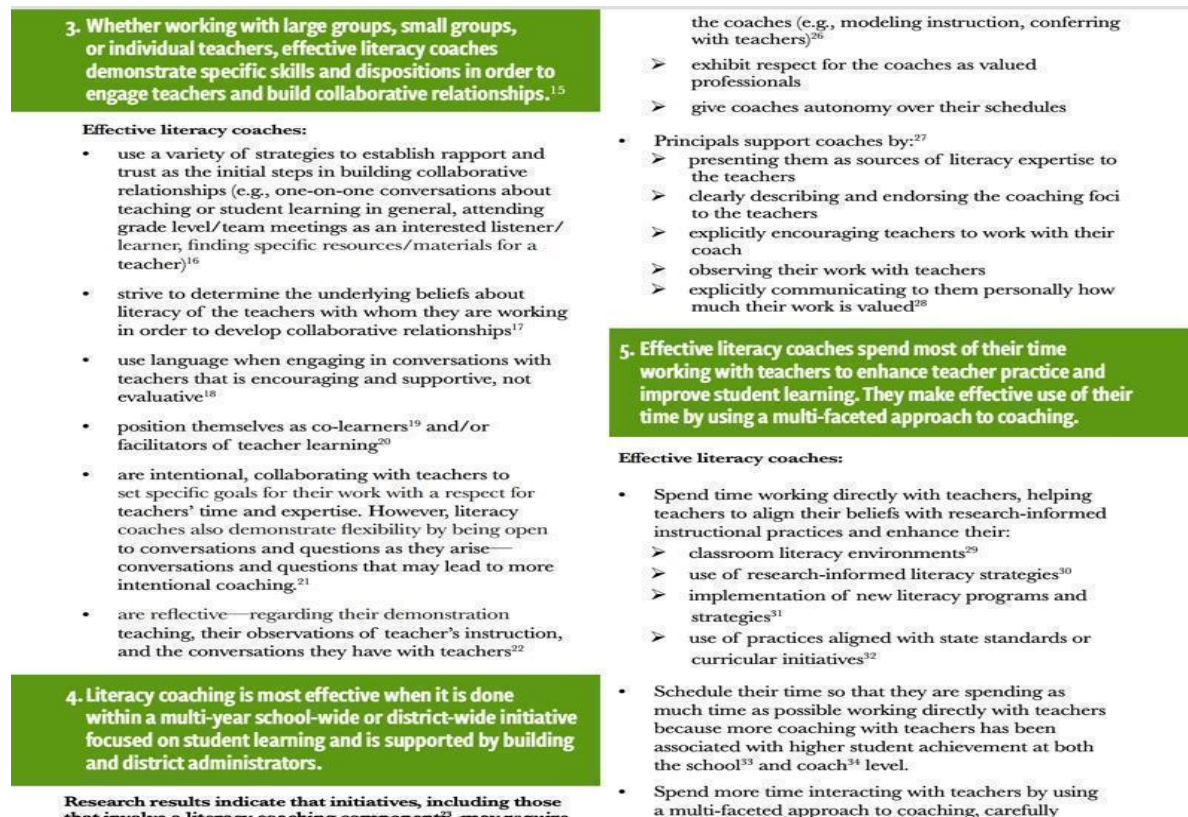 3. Whether working with large groups, small groups,
or individual teachers, effective literacy coaches
demonstrate specific skills and dispositions in order to
engage teachers and build collaborative relationships.¹⁵
Effective literacy coaches:
• use a variety of strategies to establish rapport and
trust as the initial steps in building collaborative
relationships (e.g., one-on-one conversations about
teaching or student learning in general, attending
grade level/team meetings as an interested listener/
learner, finding specific resources/materials for a
teacher)¹⁶
• strive to determine the underlying beliefs about
literacy of the teachers with whom they are working
in order to develop collaborative relationships¹⁷
• use language when engaging in conversations with
teachers that is encouraging and supportive, not
evaluative¹⁸
• position themselves as co-learners¹⁹ and/or
facilitators of teacher learning²⁰
• are intentional, collaborating with teachers to
set specific goals for their work with a respect for
teachers' time and expertise. However, literacy
coaches also demonstrate flexibility by being open
to conversations and questions as they arise—
conversations and questions that may lead to more
intentional coaching.²¹
• are reflective—regarding their demonstration
teaching, their observations of teacher's instruction,
and the conversations they have with teachers²²
4. Literacy coaching is most effective when it is done
within a multi-year school-wide or district-wide initiative
focused on student learning and is supported by building
and district administrators.
Research results indicate that initiatives, including those
that involve a literacy coaching component²³, may require
the coaches (e.g., modeling instruction, conferring
with teachers)²⁶
➢ exhibit respect for the coaches as valued
professionals
➢ give coaches autonomy over their schedules
• Principals support coaches by:²⁷
➢ presenting them as sources of literacy expertise to
the teachers
➢ clearly describing and endorsing the coaching foci
to the teachers
➢ explicitly encouraging teachers to work with their
coach
➢ observing their work with teachers
➢ explicitly communicating to them personally how
much their work is valued²⁸
5. Effective literacy coaches spend most of their time
working with teachers to enhance teacher practice and
improve student learning. They make effective use of their
time by using a multi-faceted approach to coaching.
Effective literacy coaches:
• Spend time working directly with teachers, helping
teachers to align their beliefs with research-informed
instructional practices and enhance their:
➢ classroom literacy environments²⁹
➢ use of research-informed literacy strategies³⁰
➢ implementation of new literacy programs and
strategies³¹
➢ use of practices aligned with state standards or
curricular initiatives³²
• Schedule their time so that they are spending as
much time as possible working directly with teachers
because more coaching with teachers has been
associated with higher student achievement at both
the school³³ and coach³⁴ level.
• Spend more time interacting with teachers by using
a multi-faceted approach to coaching, carefully